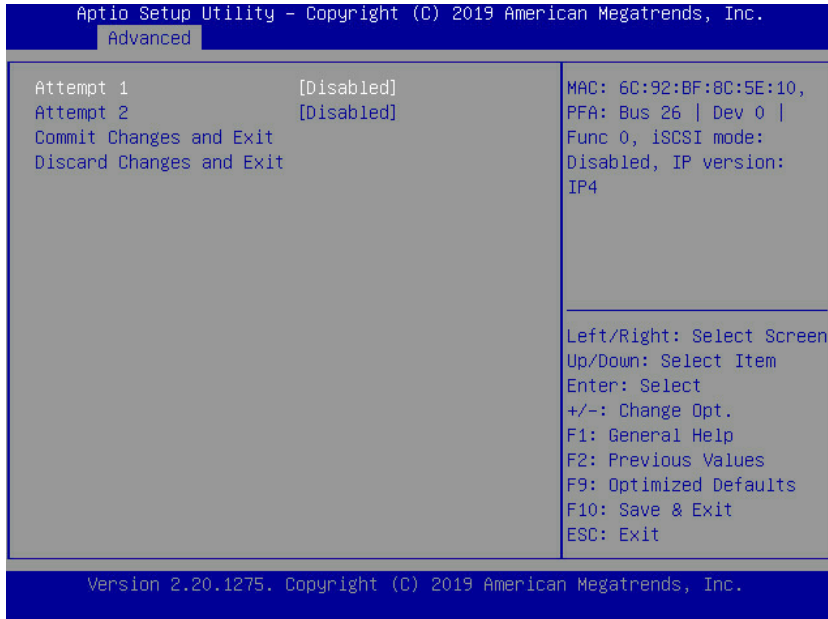 Aptio Setup Utility – Copyright (C) 2019 American Megatrends, Inc.
Advanced
Attempt 1 [Disabled]
Attempt 2 [Disabled]
Commit Changes and Exit
Discard Changes and Exit
MAC: 6C:92:BF:8C:5E:10,
PFA: Bus 26 | Dev 0 |
Func 0, iSCSI mode:
Disabled, IP version:
IP4
Left/Right: Select Screen
Up/Down: Select Item
Enter: Select
+/-: Change Opt.
F1: General Help
F2: Previous Values
F9: Optimized Defaults
F10: Save & Exit
ESC: Exit
Version 2.20.1275. Copyright (C) 2019 American Megatrends, Inc.